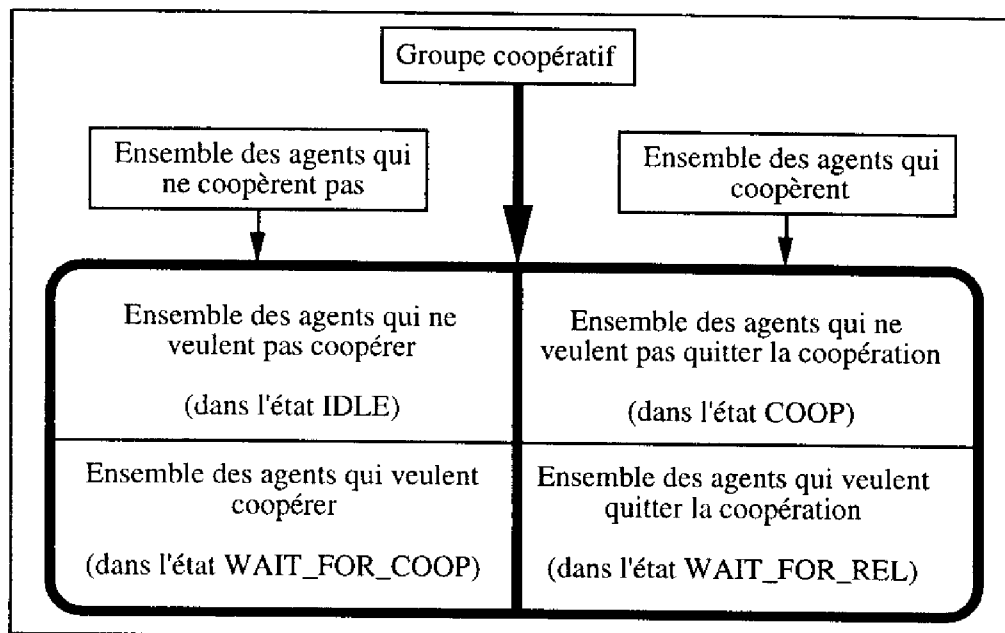 Groupe coopératif
Ensemble des agents qui
ne coopèrent pas
Ensemble des agents qui
coopèrent
Ensemble des agents qui ne
veulent pas coopérer
(dans l'état IDLE)
Ensemble des agents qui ne
veulent pas quitter la coopération
(dans l'état COOP)
Ensemble des agents qui veulent
coopérer
(dans l'état WAIT_FOR_COOP)
Ensemble des agents qui veulent
quitter la coopération
(dans l'état WAIT_FOR_REL)